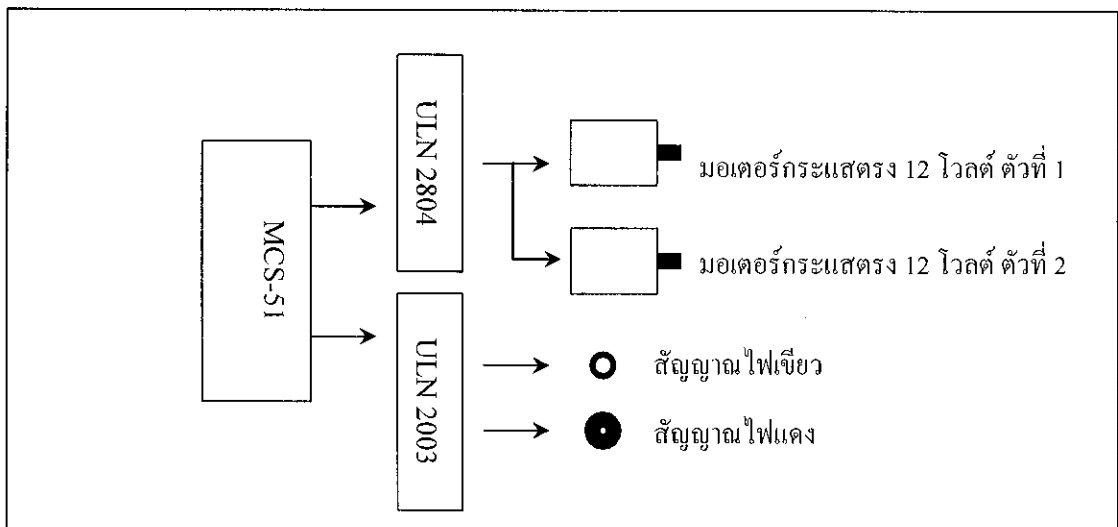 MCS-51
ULN 2804
ULN 2003
มอเตอร์กระแสตรง 12 โวลต์ ตัวที่ 1
มอเตอร์กระแสตรง 12 โวลต์ ตัวที่ 2
สัญญาณไฟเขียว
สัญญาณไฟแดง